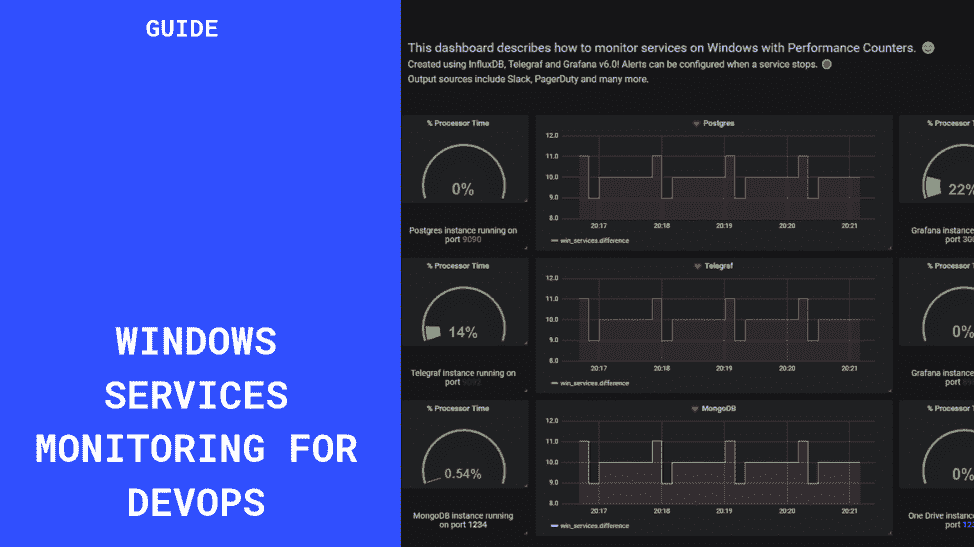 GUIDE
WINDOWS
SERVICES
MONITORING FOR
DEVOPS
This dashboard describes how to monitor services on Windows with Performance Counters.
Created using InfluxDB, Telegraf and Grafana v6.0! Alerts can be configured when a service stops.
Output sources include Slack, PagerDuty and many more.
% Processor Time
0%
Postgres instance running on
port 9090
Postgres
12.0
11.0
10.0
9.0
8.0
20:17 20:18 20:19 20:20 20:21
win_services.difference
% Processor T
22%
Grafana instance
port 300
% Processor Time
14%
Telegraf instance running on
port
Telegraf
12.0
11.0
10.0
9.0
8.0
20:17 20:18 20:19 20:20 20:21
win_services.difference
% Processor T
0%
Grafana instance
port
% Processor Time
0.54%
MongoDB instance running
on port 1234
MongoDB
12.0
11.0
10.0
9.0
8.0
20:17 20:18 20:19 20:20 20:21
win_services.difference
% Processor T
0%
One Drive instanc
port